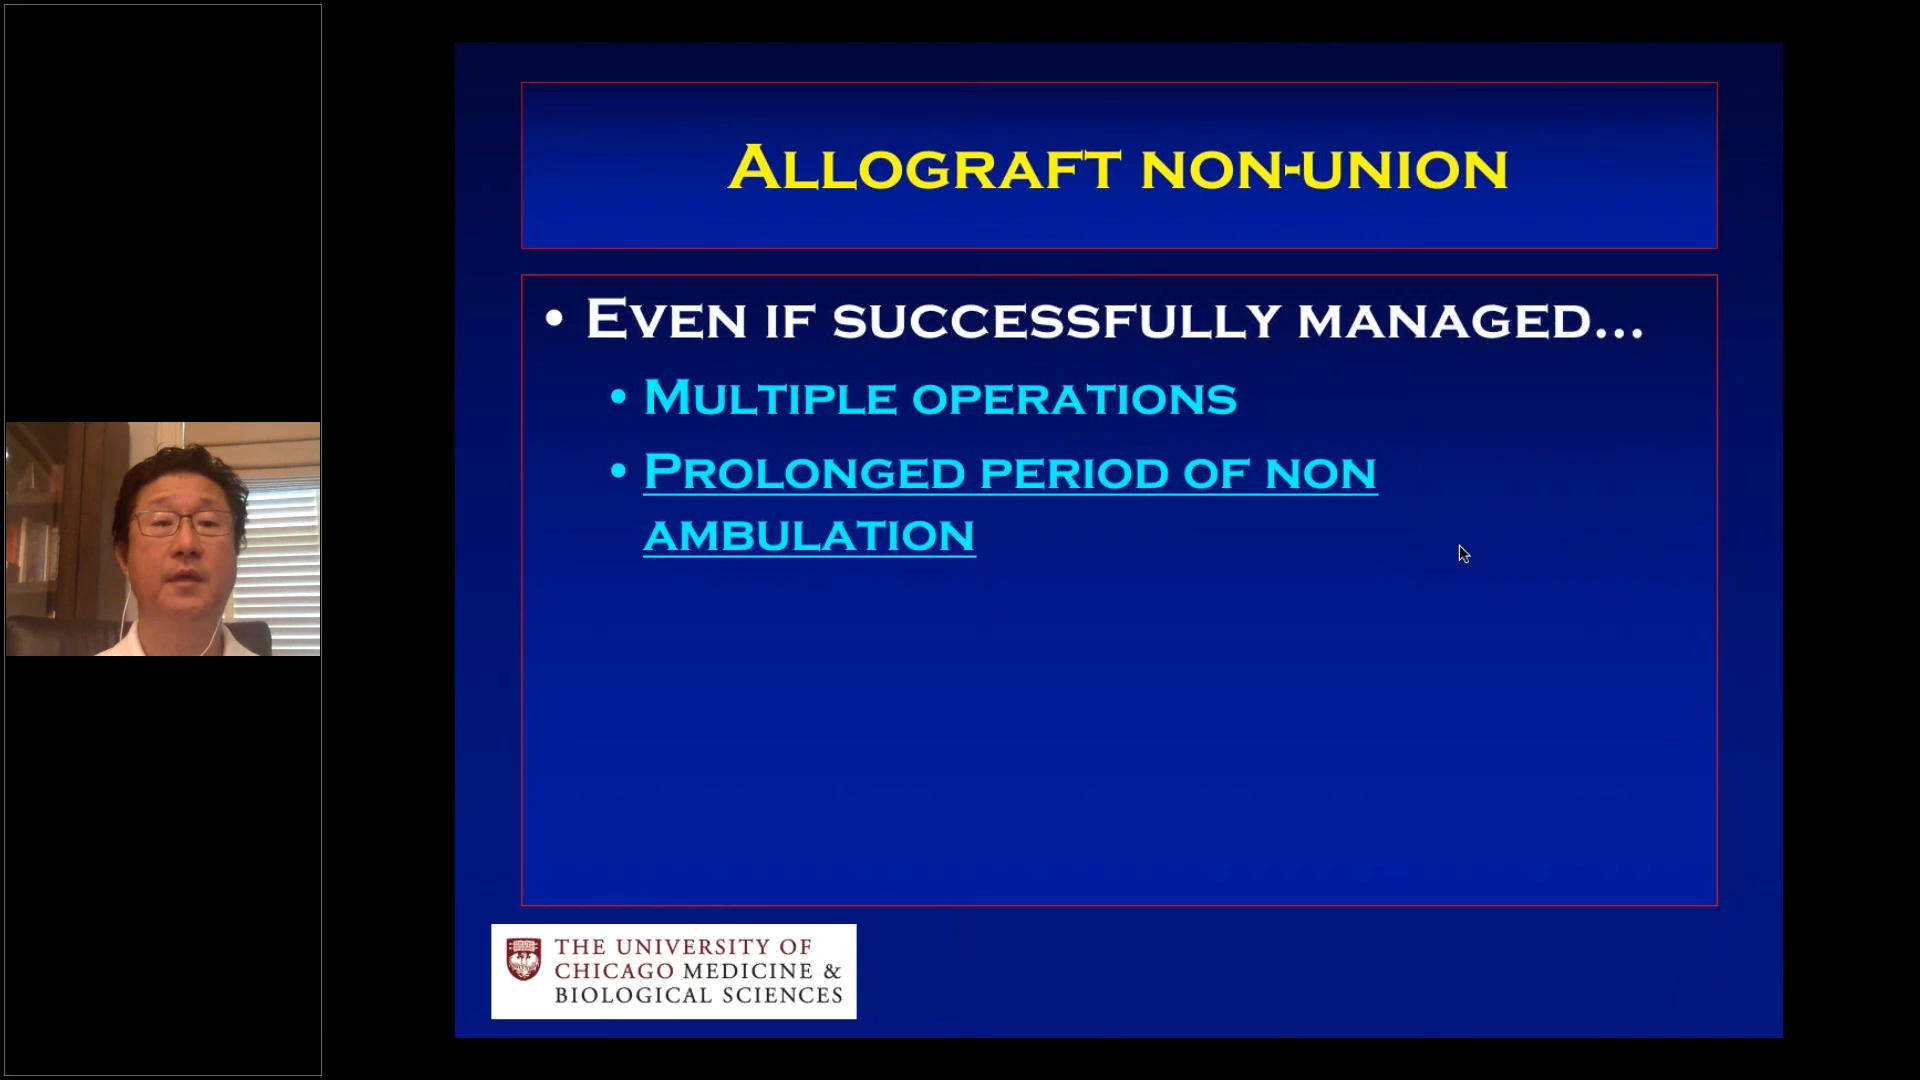 ALLOGRAFT NON-UNION
• EVEN IF SUCCESSFULLY MANAGED...
• MULTIPLE OPERATIONS
• PROLONGED PERIOD OF NON
AMBULATION
THE UNIVERSITY OF
CHICAGO MEDICINE &
BIOLOGICAL SCIENCES